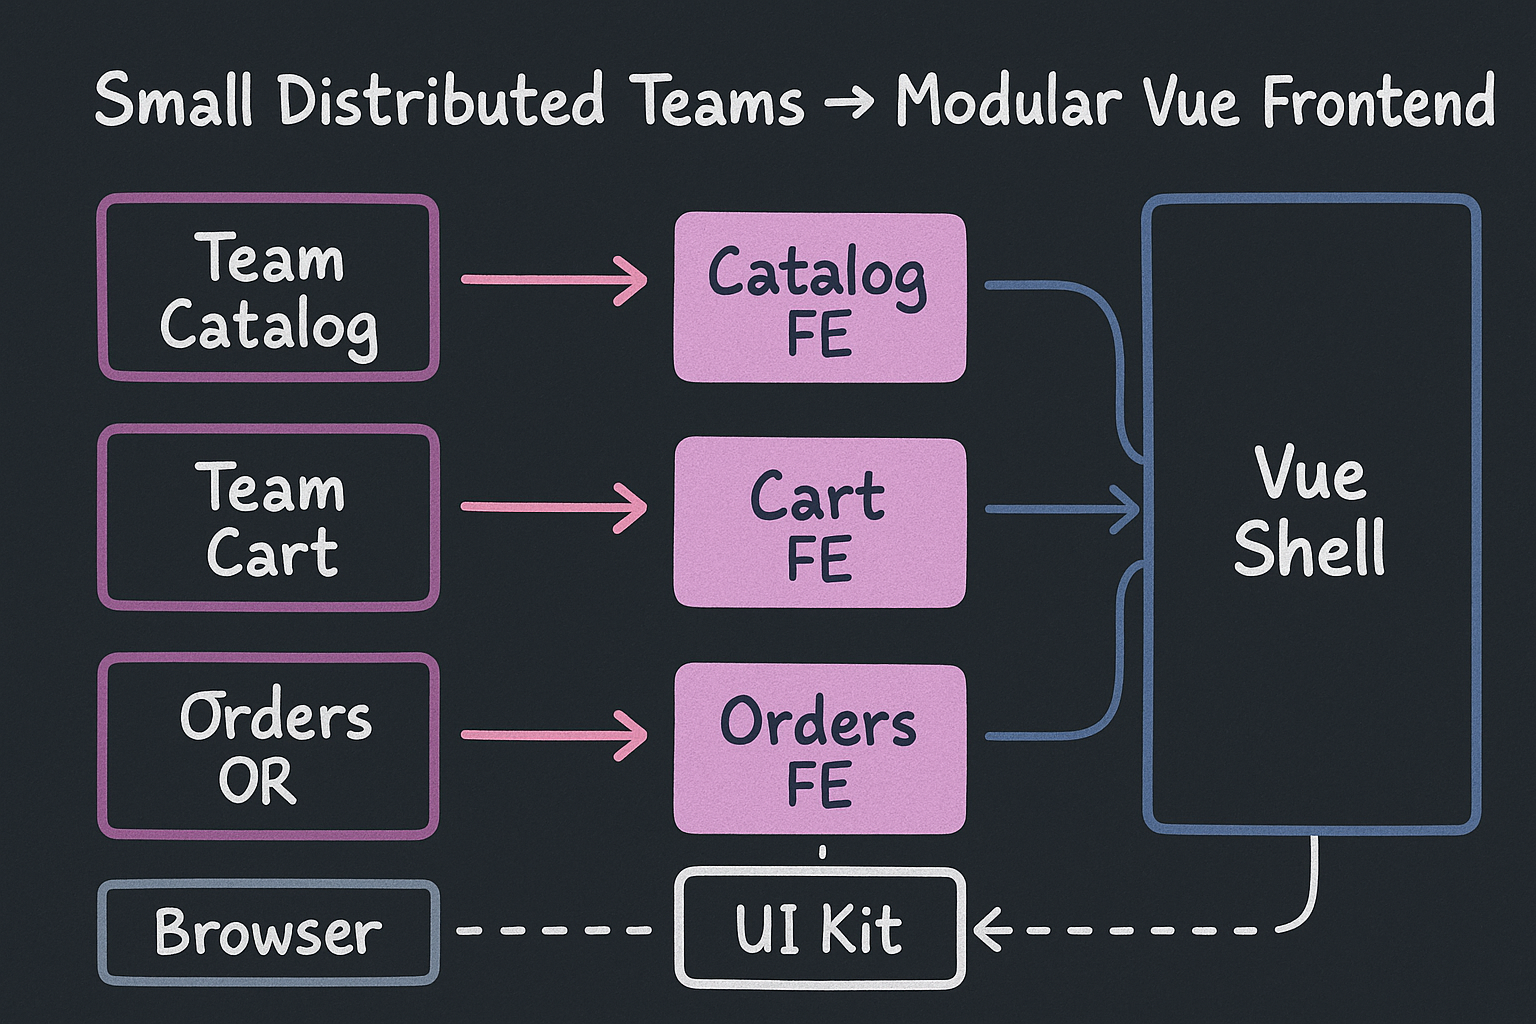 Small Distributed Teams → Modular Vue Frontend
Team
Catalog
Catalog
FE
Team
Cart
Cart
FE
Vue
Shell
Orders
OR
Orders
FE
Browser
UI Kit